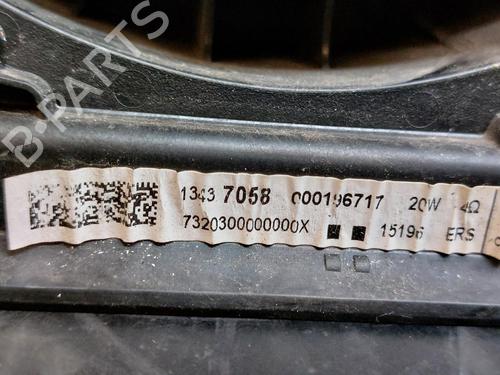 B-PARTS
1343 7058 000196717 20W 4Ω
7320300000000X 15196 ERS